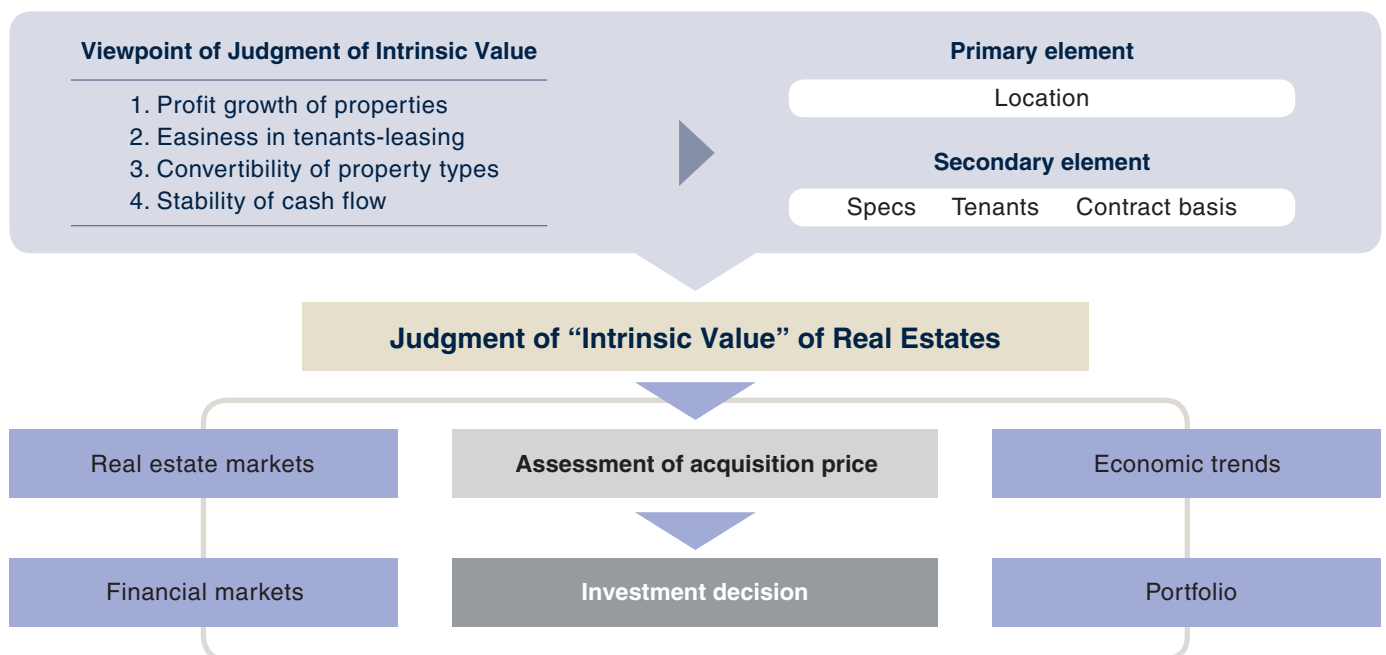 Viewpoint of Judgment of Intrinsic Value
1. Profit growth of properties
2. Easiness in tenants-leasing
3. Convertibility of property types
4. Stability of cash flow
Primary element
Location
Secondary element
Specs Tenants Contract basis
Judgment of “Intrinsic Value” of Real Estates
Real estate markets
Assessment of acquisition price
Economic trends
Financial markets
Investment decision
Portfolio